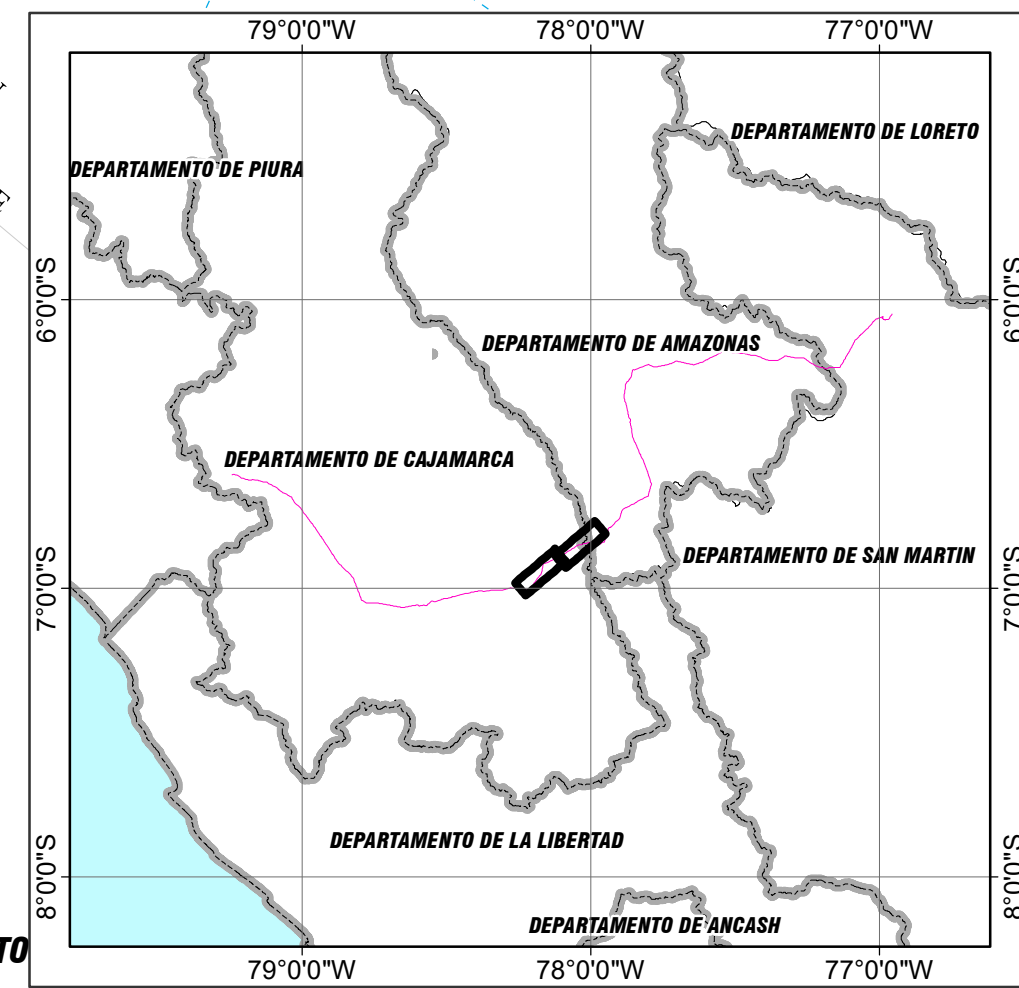 79°0'0"W 78°0'0"W 77°0'0"W
DEPARTAMENTO DE LORETO
DEPARTAMENTO DE PIURA
6°0'0"S 6°0'0"S
DEPARTAMENTO DE AMAZONAS
DEPARTAMENTO DE CAJAMARCA
DEPARTAMENTO DE SAN MARTIN
7°0'0"S 7°0'0"S
DEPARTAMENTO DE LA LIBERTAD
8°0'0"S 8°0'0"S
DEPARTAMENTO DE ANCASH
TO
79°0'0"W 78°0'0"W 77°0'0"W